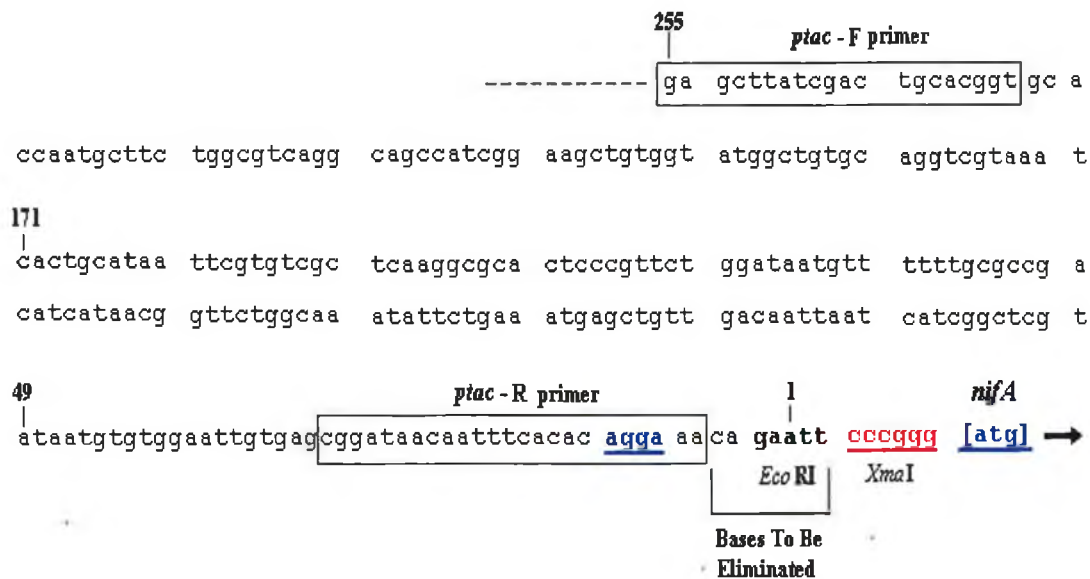 255
ptac - F primer
---------- ga gcttatcgac tgcacggt gc a
ccaatgcttc tggcgtcagg cagccatcgg aagctgtggt atggctgtgc aggtcgtaaa t
171
cactgcataa ttcgtgtcgc tcaaggcgca ctcccgttct ggataatgtt ttttgcgccg a
catcataacg gttctggcaa atattctgaa atgagctgtt gacaattaat catcggctcg t
49 ptac - R primer 1 nifA
ataatgtgtggaattgtgagcggataacaatttcacac agga aa ca gaatt cccggg [atg]
Eco RI XmaI
Bases To Be
Eliminated